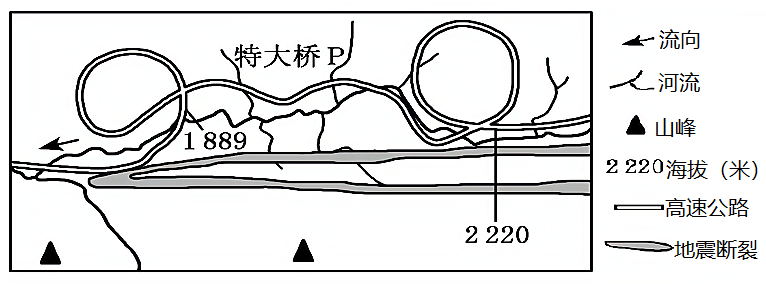 特大桥P
1 889
2 220
流向
河流
山峰
2 220海拔（米）
高速公路
地震断裂